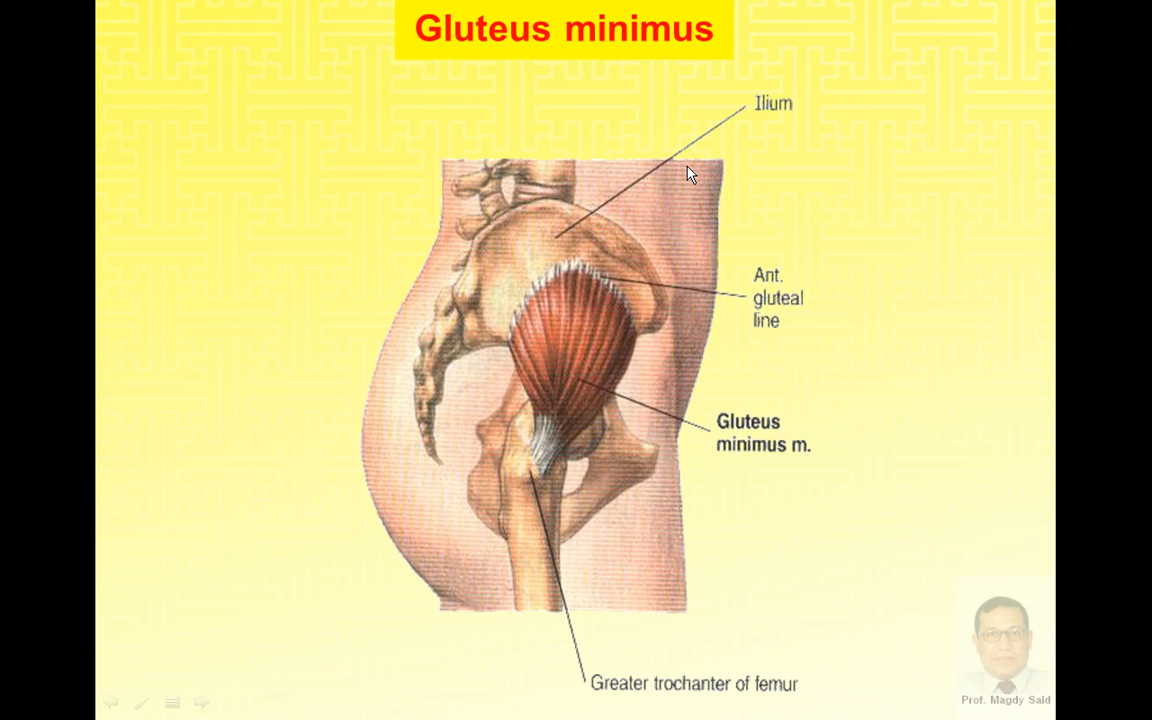 Gluteus minimus
Ilium
Ant.
gluteal
line
Gluteus
minimus m.
Greater trochanter of femur
Prof. Magdy Said